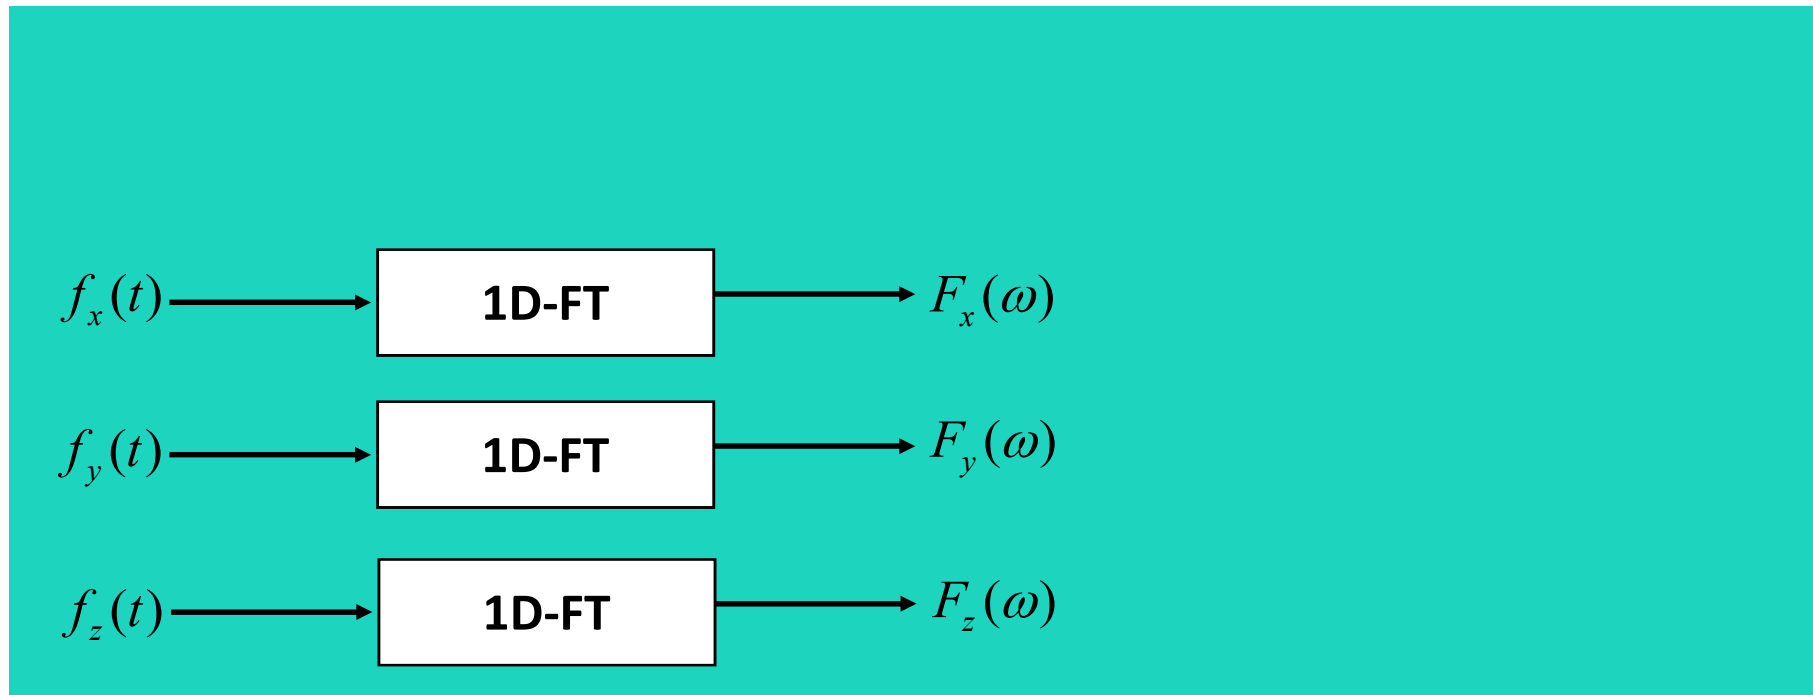 f_x(t) 1D-FT F_x(ω)
f_y(t) 1D-FT F_y(ω)
f_z(t) 1D-FT F_z(ω)